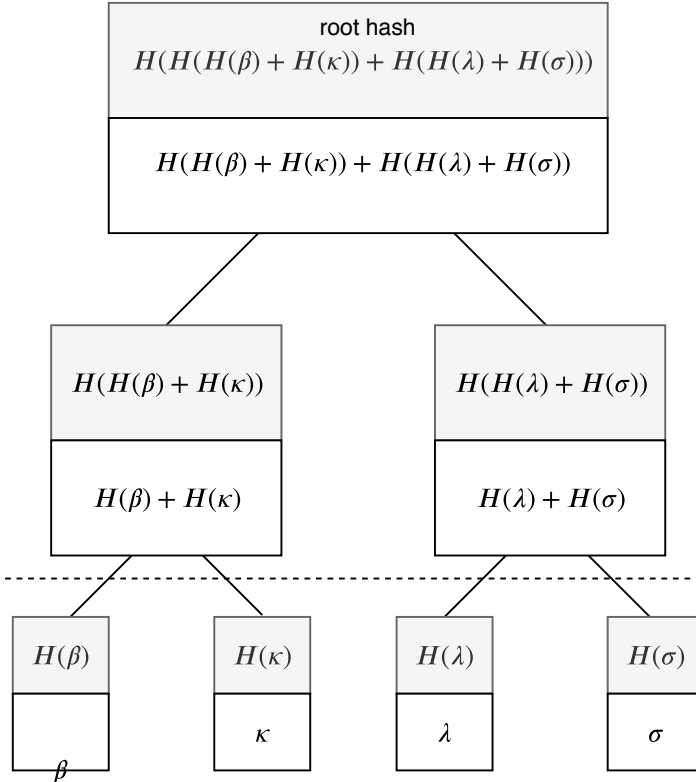 root hash
H(H(H(β) + H(κ)) + H(H(λ) + H(σ)))
H(H(β) + H(κ)) + H(H(λ) + H(σ))
H(H(β) + H(κ))
H(H(λ) + H(σ))
H(β) + H(κ)
H(λ) + H(σ)
H(β)
H(κ)
H(λ)
H(σ)
β
κ
λ
σ